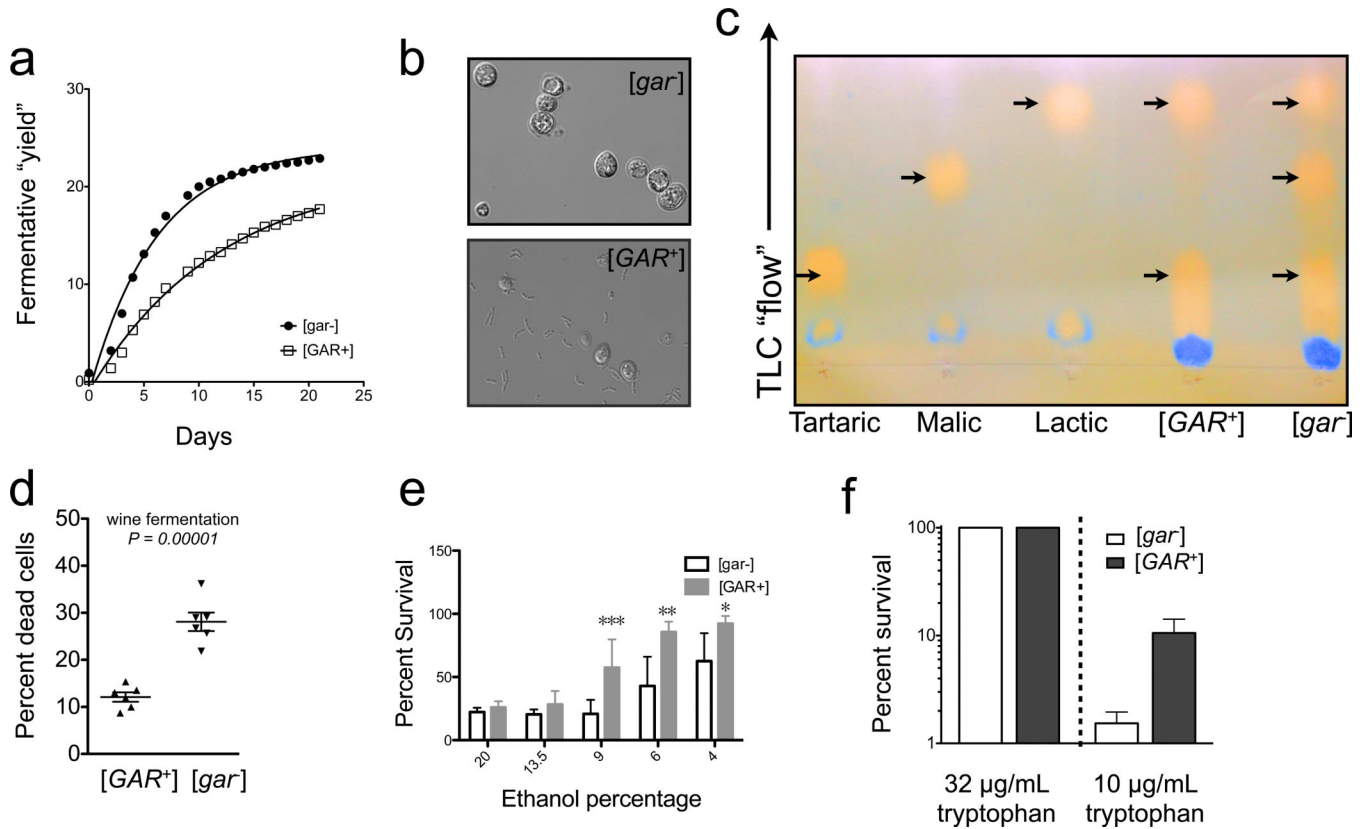 a
Fermentative “yield”
30
20
10
0
0
5
10
15
20
25
[gar-]
[GAR+]
Days
b
[gar-]
[GAR+]
c
TLC “flow”
Tartaric
Malic
Lactic
[GAR+]
[gar-]
d
Percent dead cells
50
40
30
20
10
0
wine fermentation
P = 0.00001
[GAR+]
[gar-]
e
Percent Survival
150
100
50
0
[gar-]
[GAR+]
***
**
*
20
13.5
9
6
4
Ethanol percentage
f
Percent survival
100
10
1
[gar-]
[GAR+]
32 µg/mL
tryptophan
10 µg/mL
tryptophan